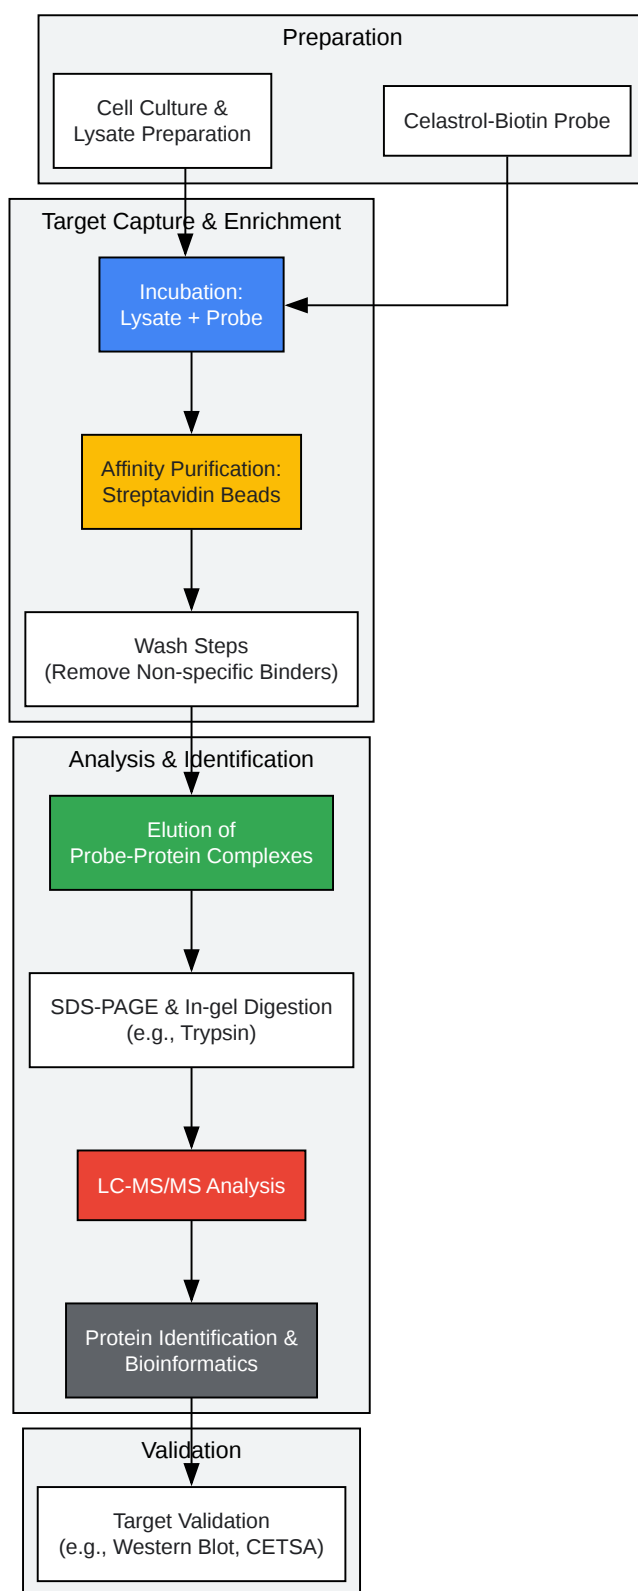 Preparation
Cell Culture &
Lysate Preparation
Celastrol-Biotin Probe
Target Capture & Enrichment
Incubation:
Lysate + Probe
Affinity Purification:
Streptavidin Beads
Wash Steps
(Remove Non-specific Binders)
Analysis & Identification
Elution of
Probe-Protein Complexes
SDS-PAGE & In-gel Digestion
(e.g., Trypsin)
LC-MS/MS Analysis
Protein Identification &
Bioinformatics
Validation
Target Validation
(e.g., Western Blot, CETSA)